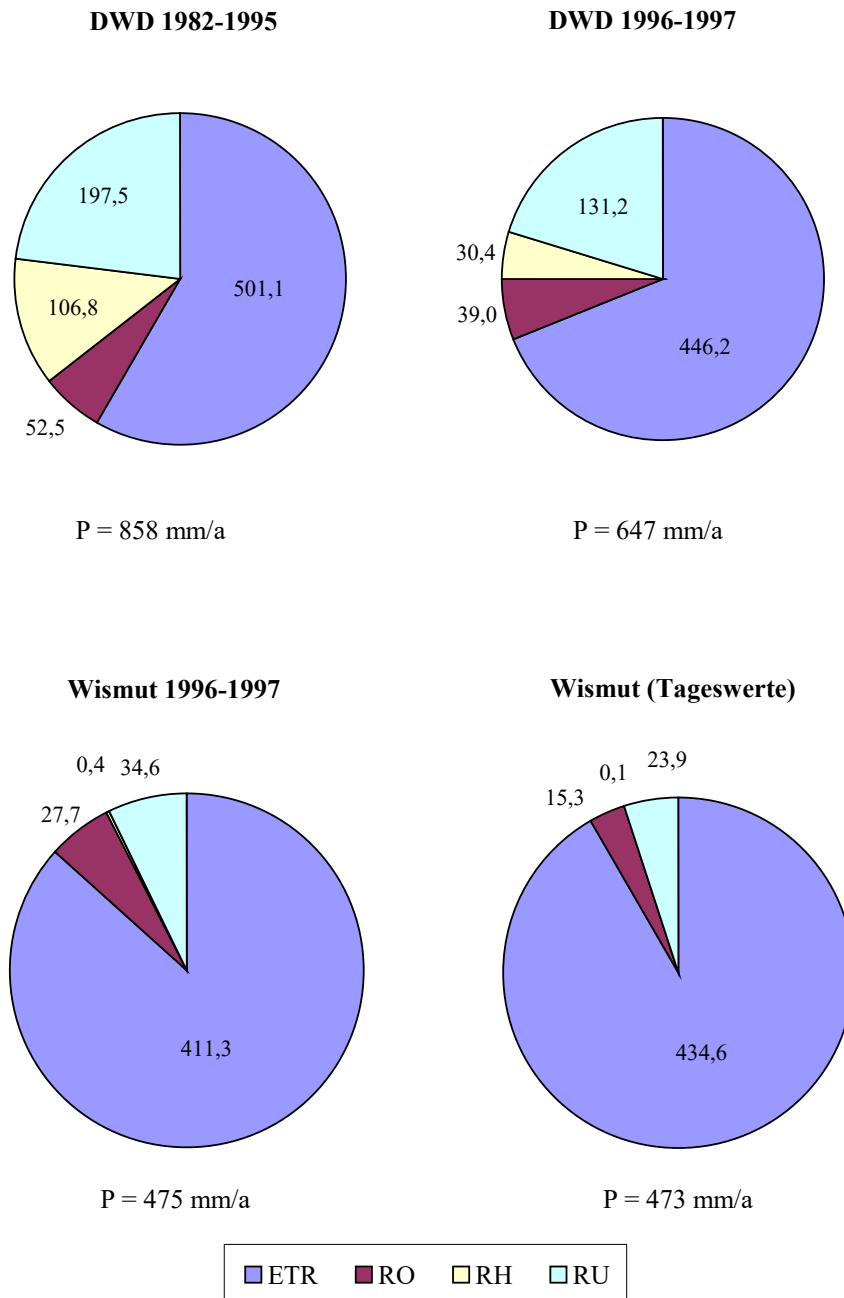 DWD 1982-1995
DWD 1996-1997
197,5
501,1
106,8
52,5
131,2
30,4
39,0
446,2
P = 858 mm/a
P = 647 mm/a
Wismut 1996-1997
Wismut (Tageswerte)
0,4
34,6
27,7
411,3
23,9
0,1
15,3
434,6
P = 475 mm/a
P = 473 mm/a
ETR RO RH RU